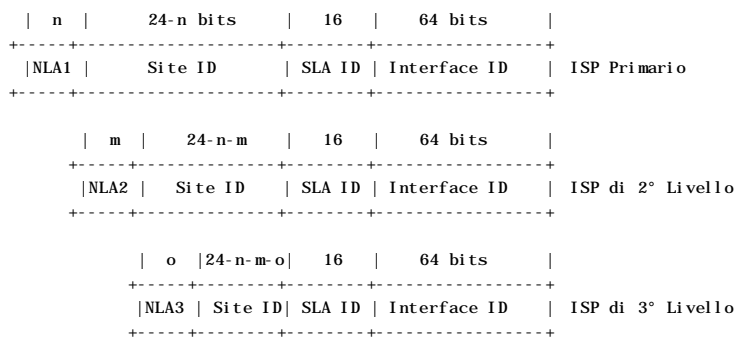 | n | 24-n bits | 16 | 64 bits |
+-----+--------------------+--------+-----------------+
|NLA1 | Site ID | SLA ID | Interface ID | ISP Primario
+-----+--------------------+--------+-----------------+
| m | 24-n-m | 16 | 64 bits |
+-----+--------------+--------+-----------------+
|NLA2 | Site ID | SLA ID | Interface ID | ISP di 2° Livello
+-----+--------------+--------+-----------------+
| o |24-n-m-o| 16 | 64 bits |
+-----+--------+--------+-----------------+
|NLA3 | Site ID| SLA ID | Interface ID | ISP di 3° Livello
+-----+--------+--------+-----------------+